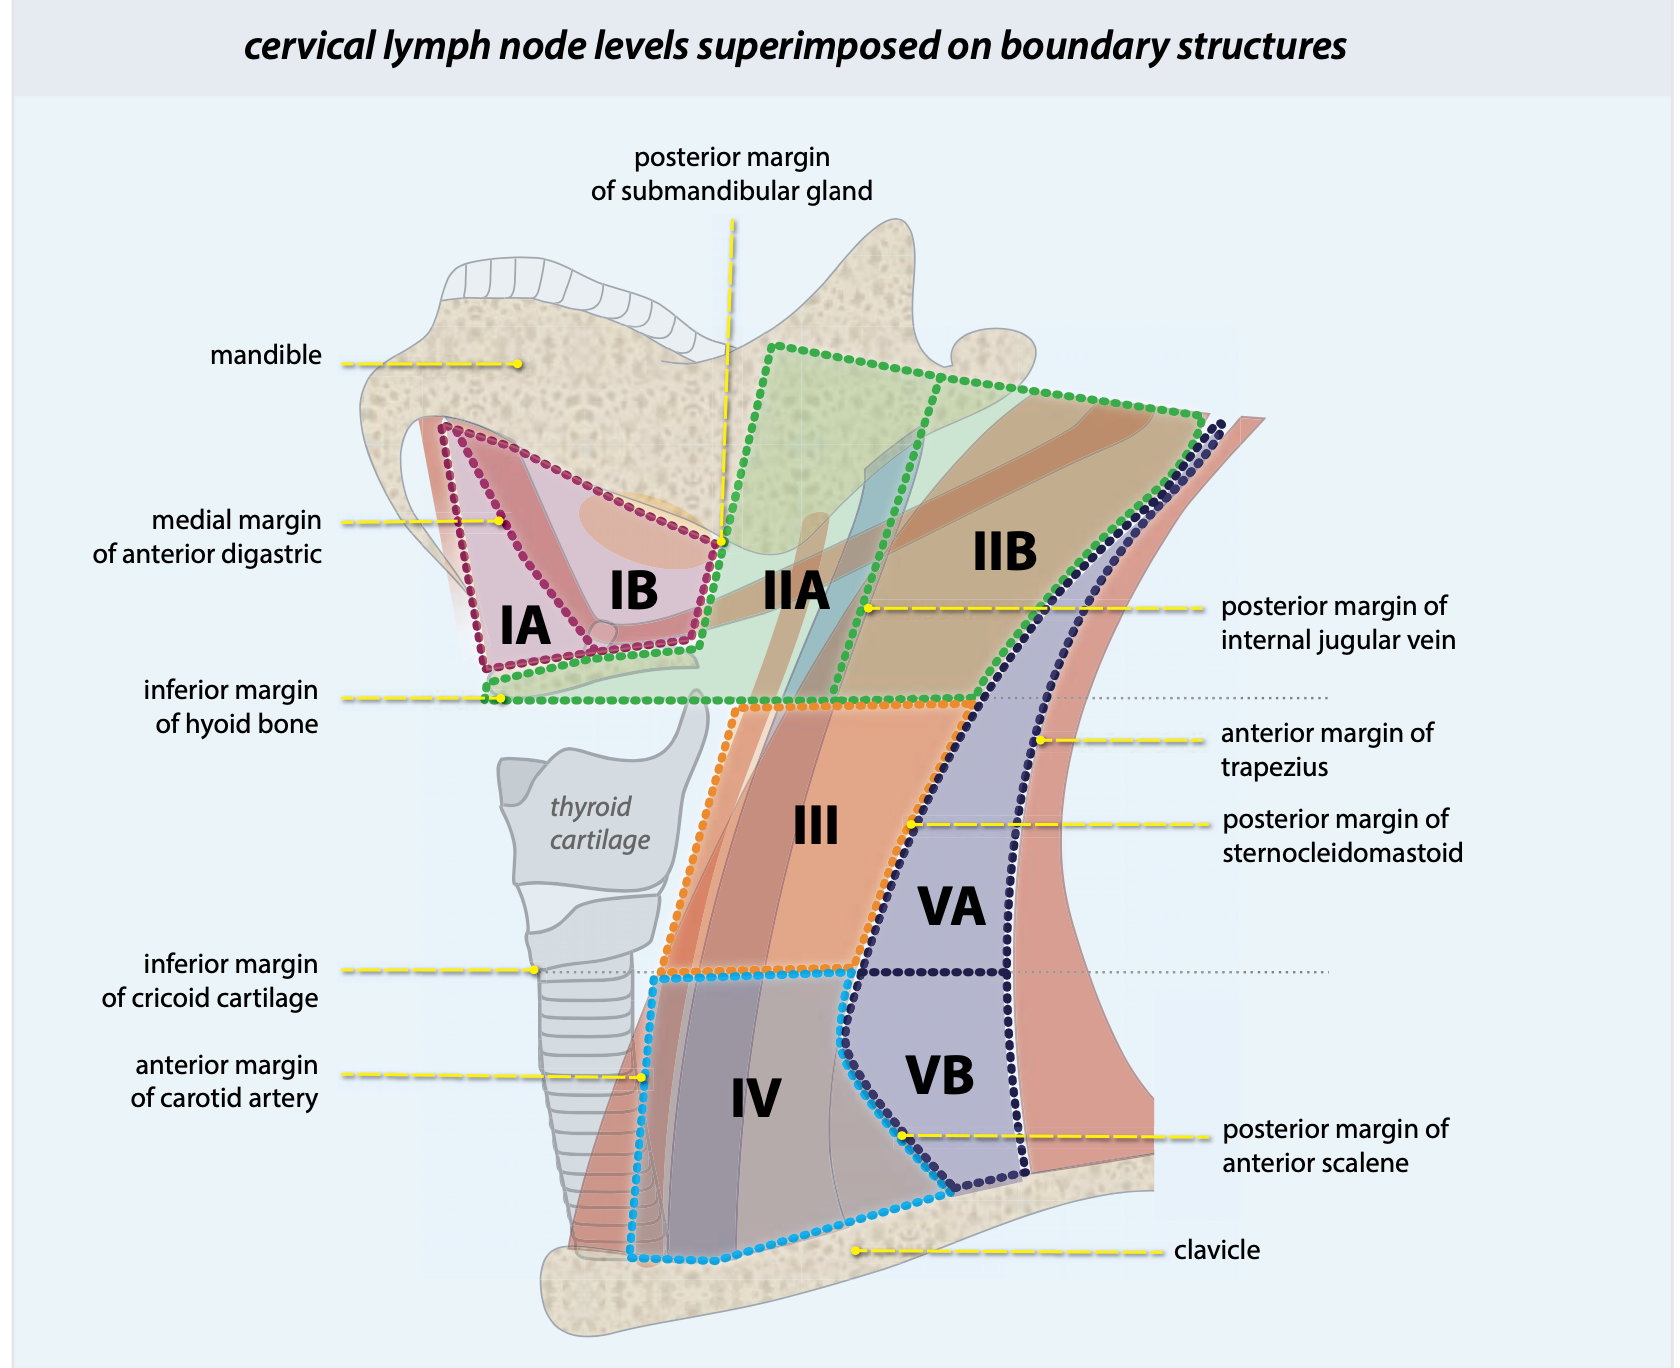 cervical lymph node levels superimposed on boundary structures
posterior margin
of submandibular gland
mandible
medial margin
of anterior digastric
IA
IB
IIA
IIB
posterior margin of
internal jugular vein
inferior margin
of hyoid bone
anterior margin of
trapezius
thyroid
cartilage
III
posterior margin of
sternocleidomastoid
VA
inferior margin
of cricoid cartilage
anterior margin
of carotid artery
IV
VB
posterior margin of
anterior scalene
clavicle